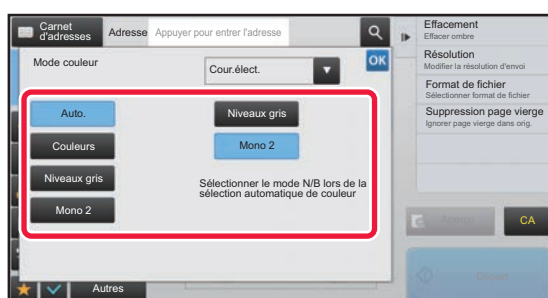 Carnet
d'adresses
Adresse
Appuyer pour entrer l'adresse
Mode couleur
Cour.élect.
OK
Auto.
Couleurs
Niveaux gris
Mono 2
Niveaux gris
Mono 2
Sélectionner le mode N/B lors de la
sélection automatique de couleur
Autres
Effacement
Effacer ombre
Résolution
Modifier la résolution d'envoi
Format de fichier
Sélectionner format de fichier
Suppression page vierge
Ignorer page vierge dans orig.
Aperçu
CA
Départ